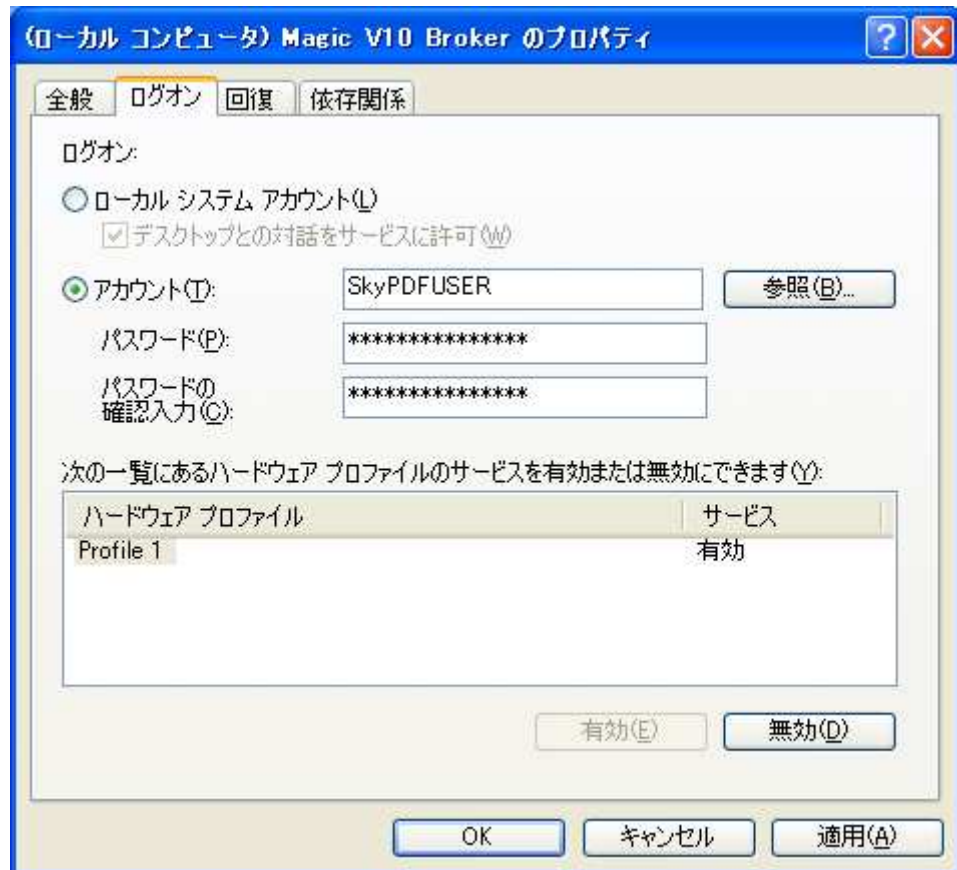 (ローカル コンピュータ) Magic V10 Broker のプロパティ
全般 ログオン 回復 依存関係
ログオン:
ローカル システム アカウント(L)
デスクトップとの対話をサービスに許可(W)
アカウント(T): SkyPDFUSER 参照(B)...
パスワード(P): ***************
パスワードの
確認入力(C): ***************
次の一覧にあるハードウェア プロファイルのサービスを有効または無効にできます(Y):
ハードウェア プロファイル サービス
Profile 1 有効
有効(E) 無効(D)
OK キャンセル 適用(A)